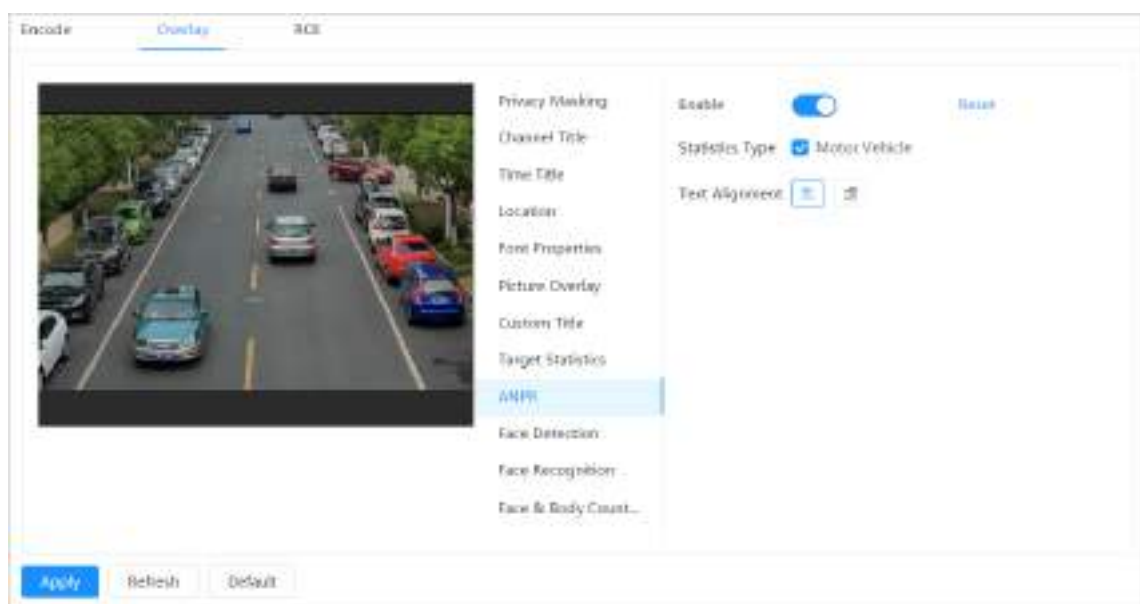 Encode Overlay ROI
Privacy Masking
Channel Title
Time Title
Location
Font Properties
Picture Overlay
Custom Title
Target Statistics
ANPR
Face Detection
Face Recognition
Face & Body Count...
Enable Reset
Statistics Type Motor Vehicle
Text Alignment
Apply Refresh Default